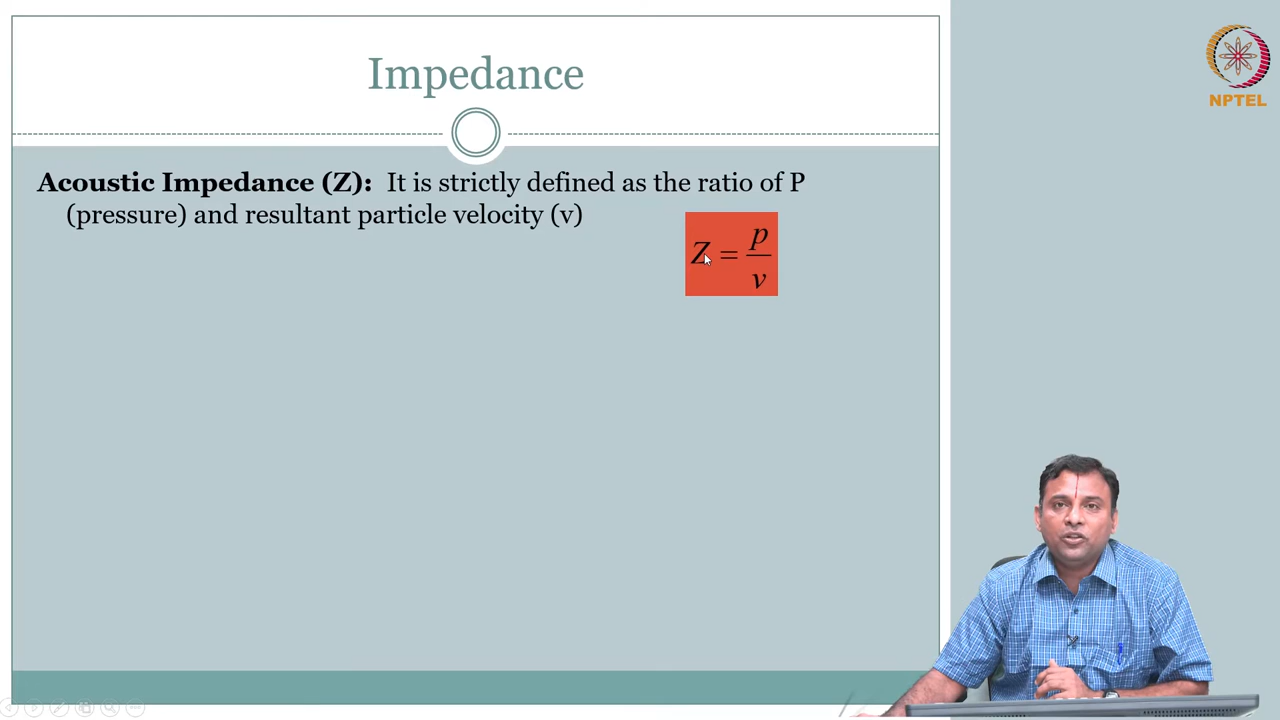 Impedance
NPTEL
Acoustic Impedance (Z): It is strictly defined as the ratio of P
(pressure) and resultant particle velocity (v)
Z = p/v